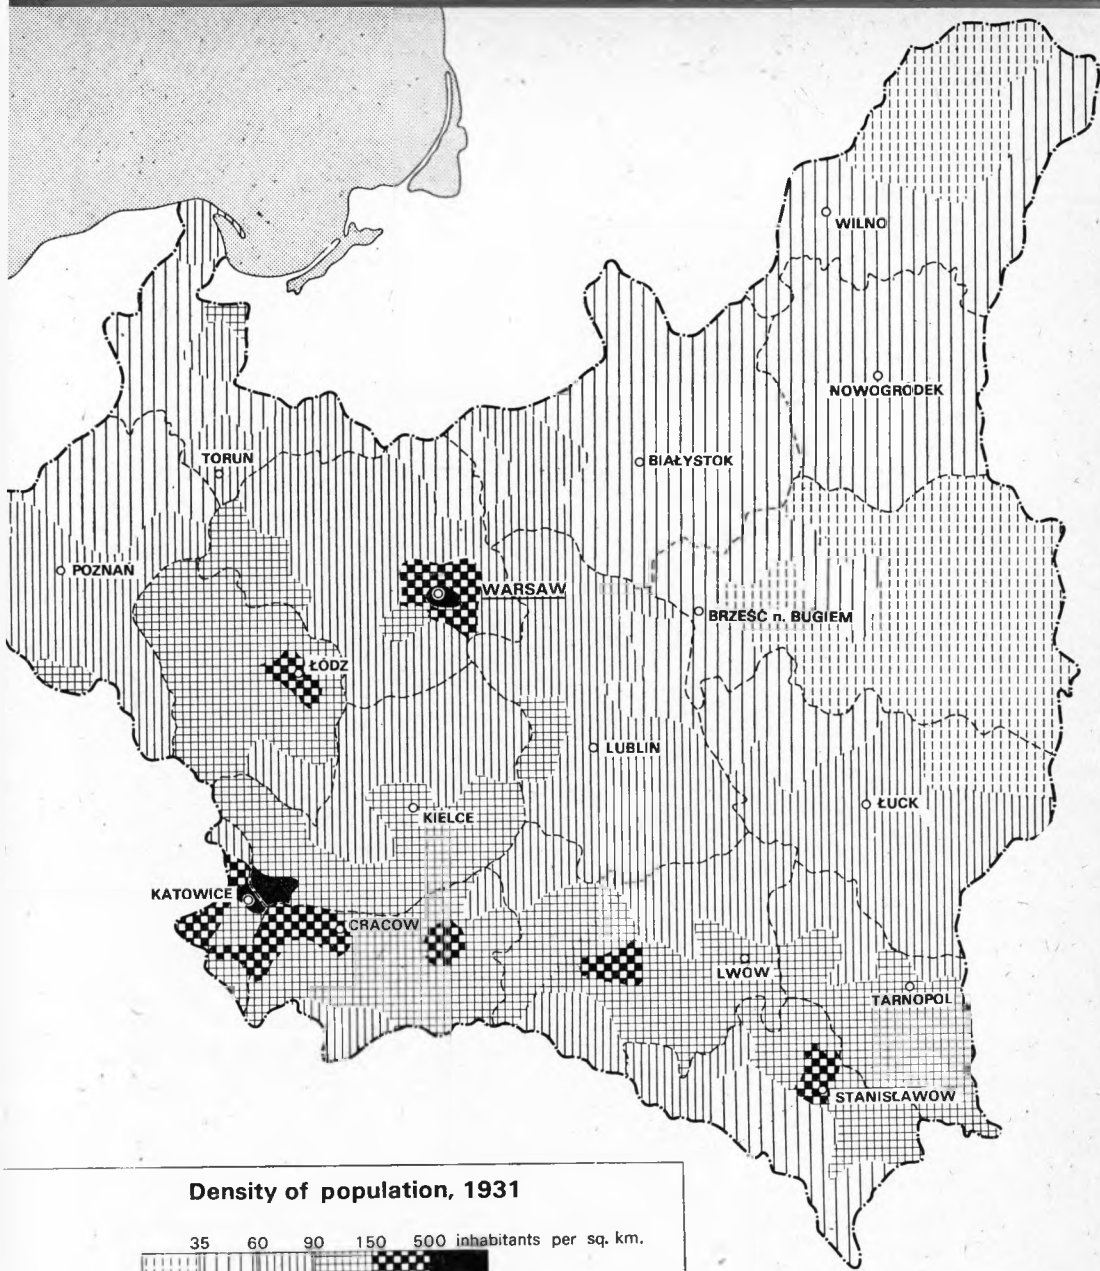 WILNO
NOWOGRODEK
TORUN
BIAŁYSTOK
POZNAŃ
WARSAW
BRZEŚĆ n. BUGIEM
ŁÓDZ
LUBLIN
ŁUCK
KIELCE
KATOWICE
CRACOW
LWOW
TARNOPOL
STANISŁAWOW
Density of population, 1931
35 60 90 150 500 inhabitants per sq. km.